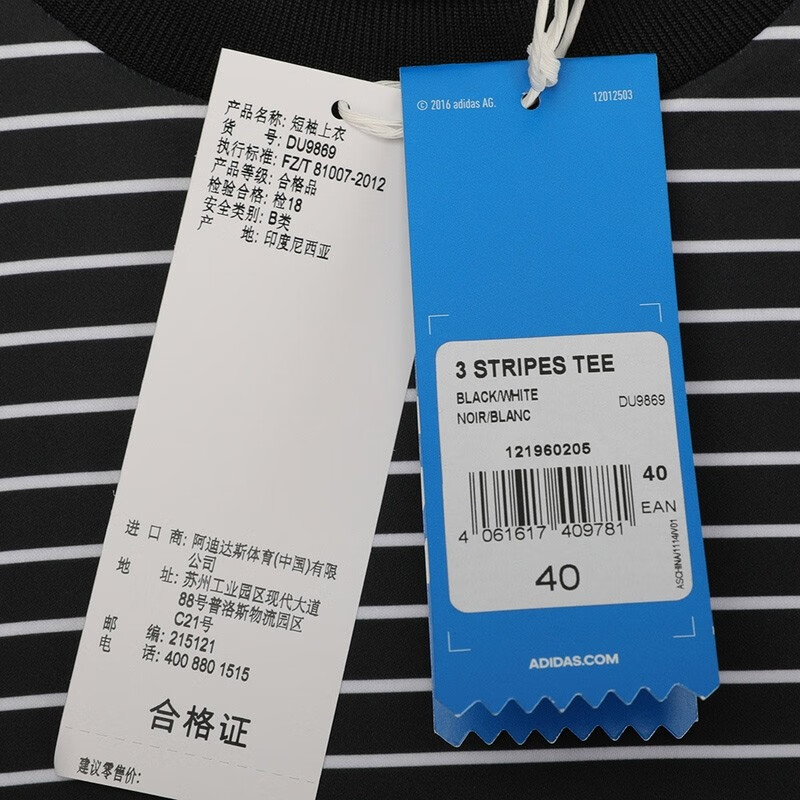 产品名称: 短袖上衣
货 号: DU9869
执行标准: FZ/T 81007-2012
产品等级: 合格品
检验合格: 检18
安全类别: B类
产 地: 印度尼西亚
进 口 商: 阿迪达斯体育(中国)有限
公司
地 址: 苏州工业园区现代大道
88号普洛斯物流园区
C21号
邮 编: 215121
电 话: 400 880 1515
合格证
建议零售价:
© 2016 adidas AG.
12012503
3 STRIPES TEE
BLACK/WHITE
DU9869
NOIR/BLANC
121960205
40
EAN
4 061617 409781
40
ASCHINA/1114/V01
ADIDAS.COM